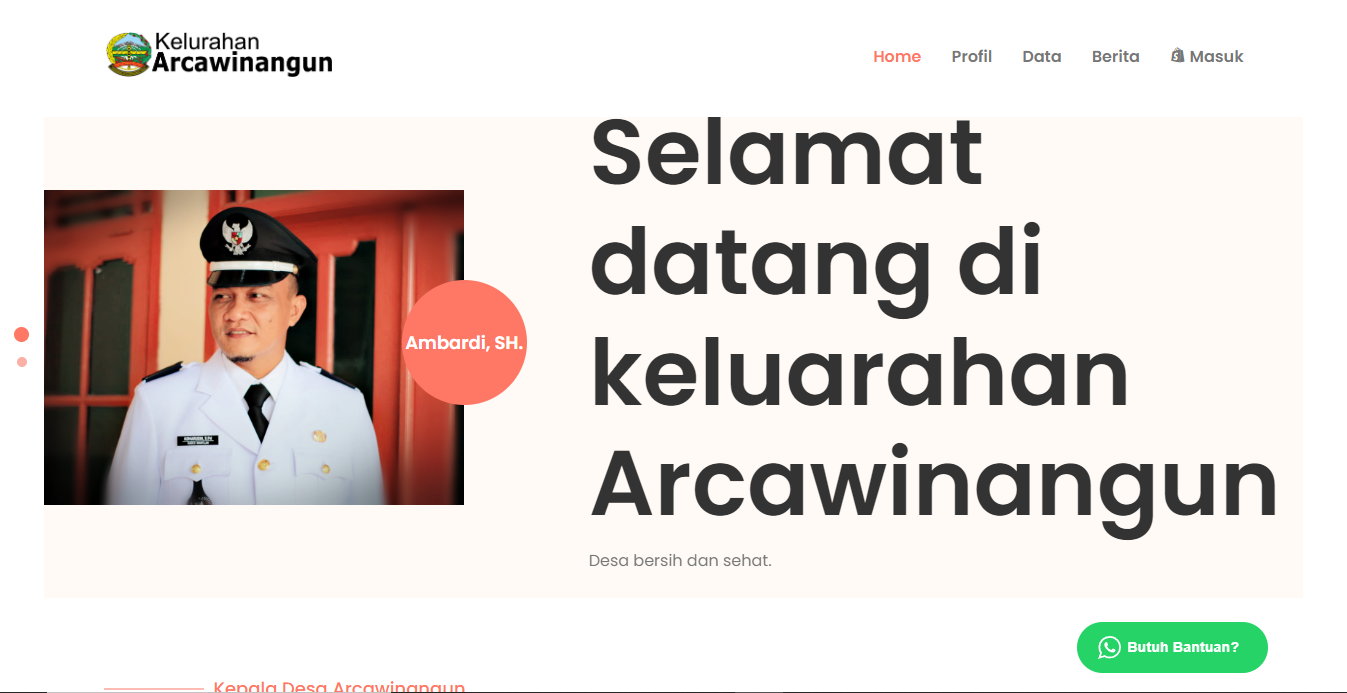 Kelurahan
Arcawinangun
Home Profil Data Berita Masuk
Selamat
datang di
keluarahan
Arcawinangun
Ambardi, SH.
Desa bersih dan sehat.
Butuh Bantuan?
Kepala Desa Arcawinangun